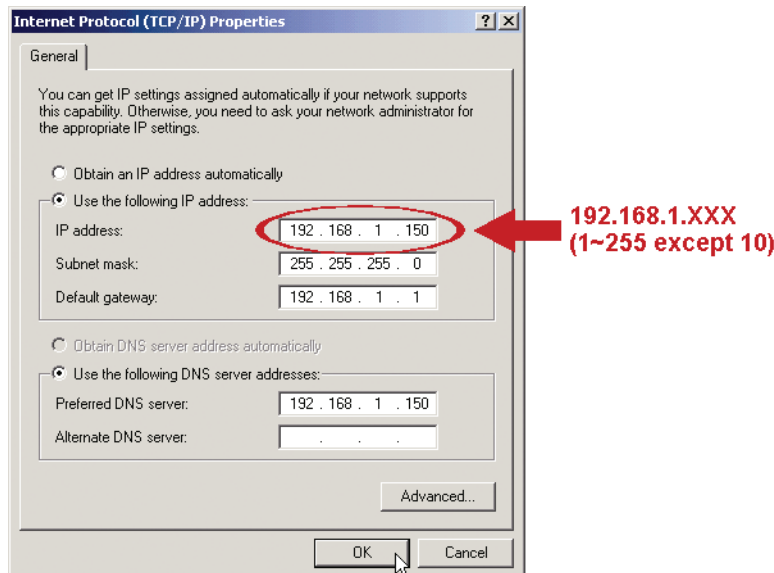 Internet Protocol (TCP/IP) Properties
General
You can get IP settings assigned automatically if your network supports
this capability. Otherwise, you need to ask your network administrator for
the appropriate IP settings.
Obtain an IP address automatically
Use the following IP address:
IP address: 192 . 168 . 1 . 150
Subnet mask: 255 . 255 . 255 . 0
Default gateway: 192 . 168 . 1 . 1
192.168.1.XXX
(1~255 except 10)
Obtain DNS server address automatically
Use the following DNS server addresses:
Preferred DNS server: 192 . 168 . 1 . 150
Alternate DNS server: . . .
Advanced...
OK Cancel